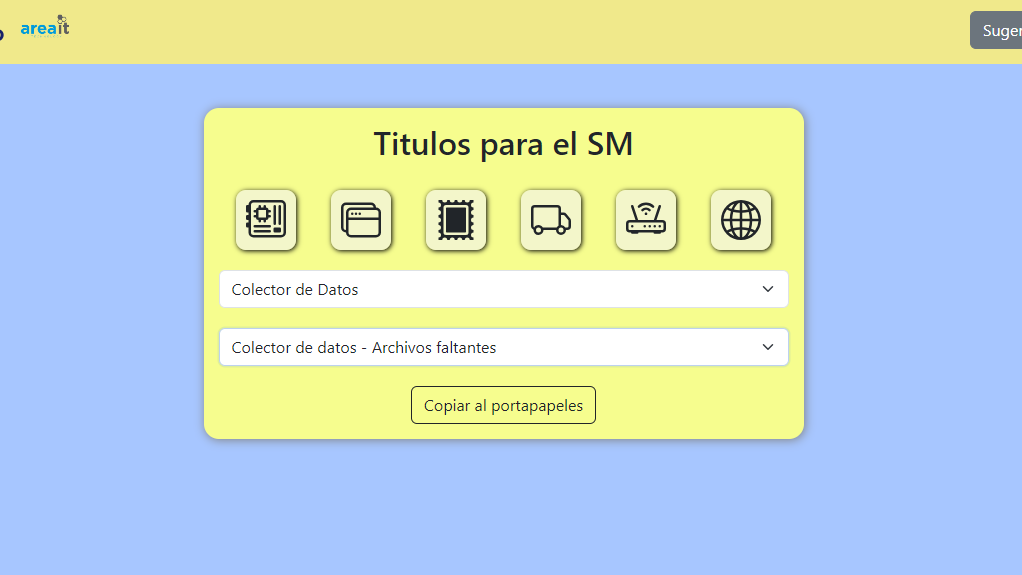 areait
Suger
Titulos para el SM
Colector de Datos
Colector de datos - Archivos faltantes
Copiar al portapapeles